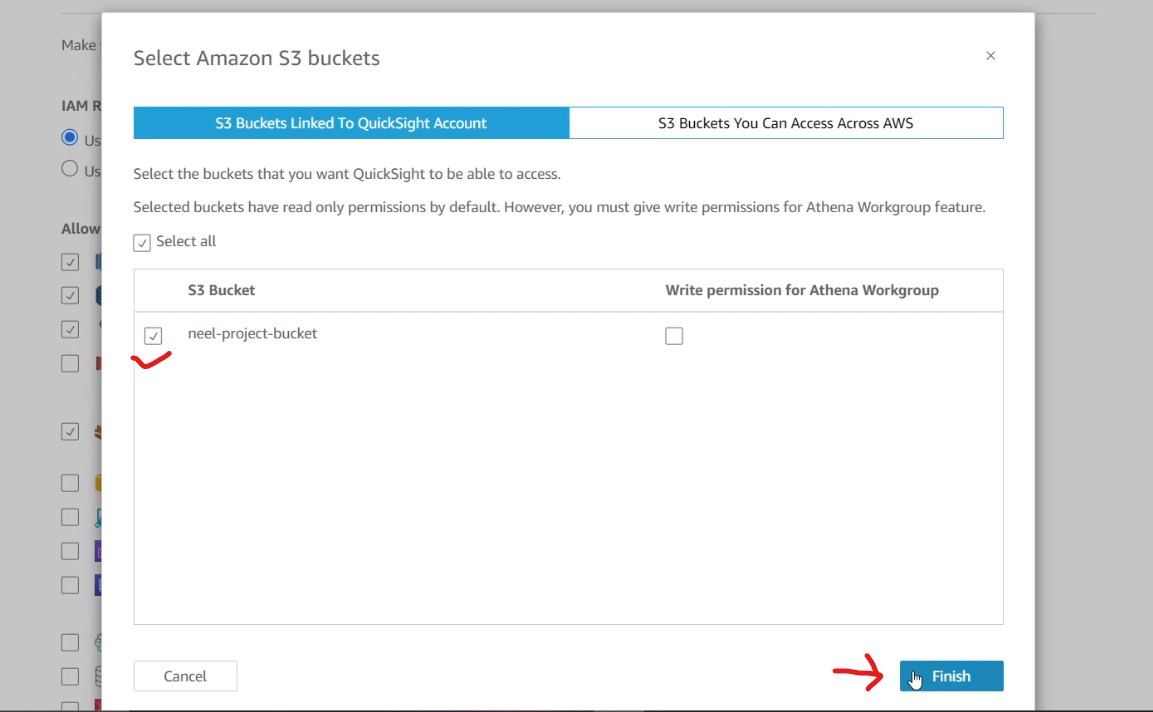 Make
Select Amazon S3 buckets
IAM R
S3 Buckets Linked To QuickSight Account
S3 Buckets You Can Access Across AWS
Us
Us
Select the buckets that you want QuickSight to be able to access.
Selected buckets have read only permissions by default. However, you must give write permissions for Athena Workgroup feature.
Allow
Select all
S3 Bucket
Write permission for Athena Workgroup
neel-project-bucket
Cancel
Finish